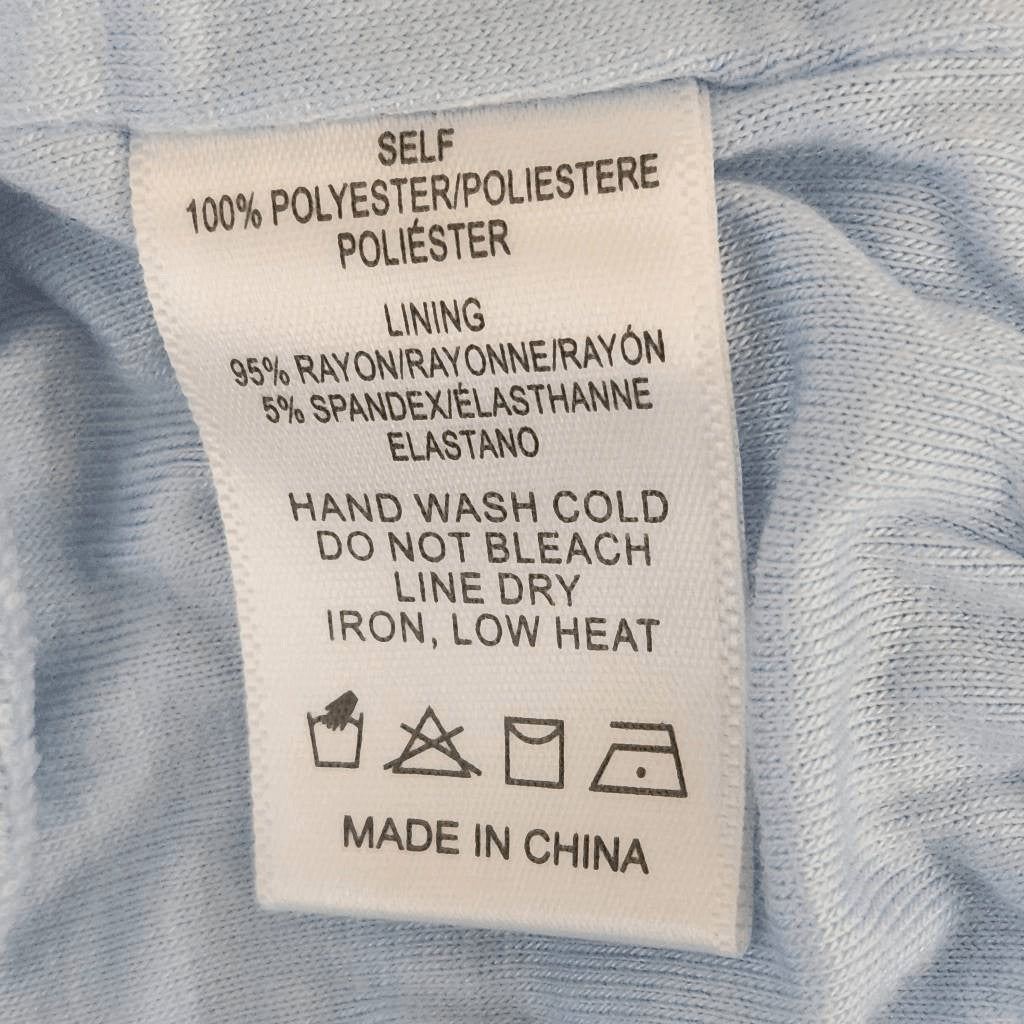 SELF
100% POLYESTER/POLIESTERE
POLIÉSTER
LINING
95% RAYON/RAYONNE/RAYÓN
5% SPANDEX/ÉLASTHANNE
ELASTANO
HAND WASH COLD
DO NOT BLEACH
LINE DRY
IRON, LOW HEAT
MADE IN CHINA